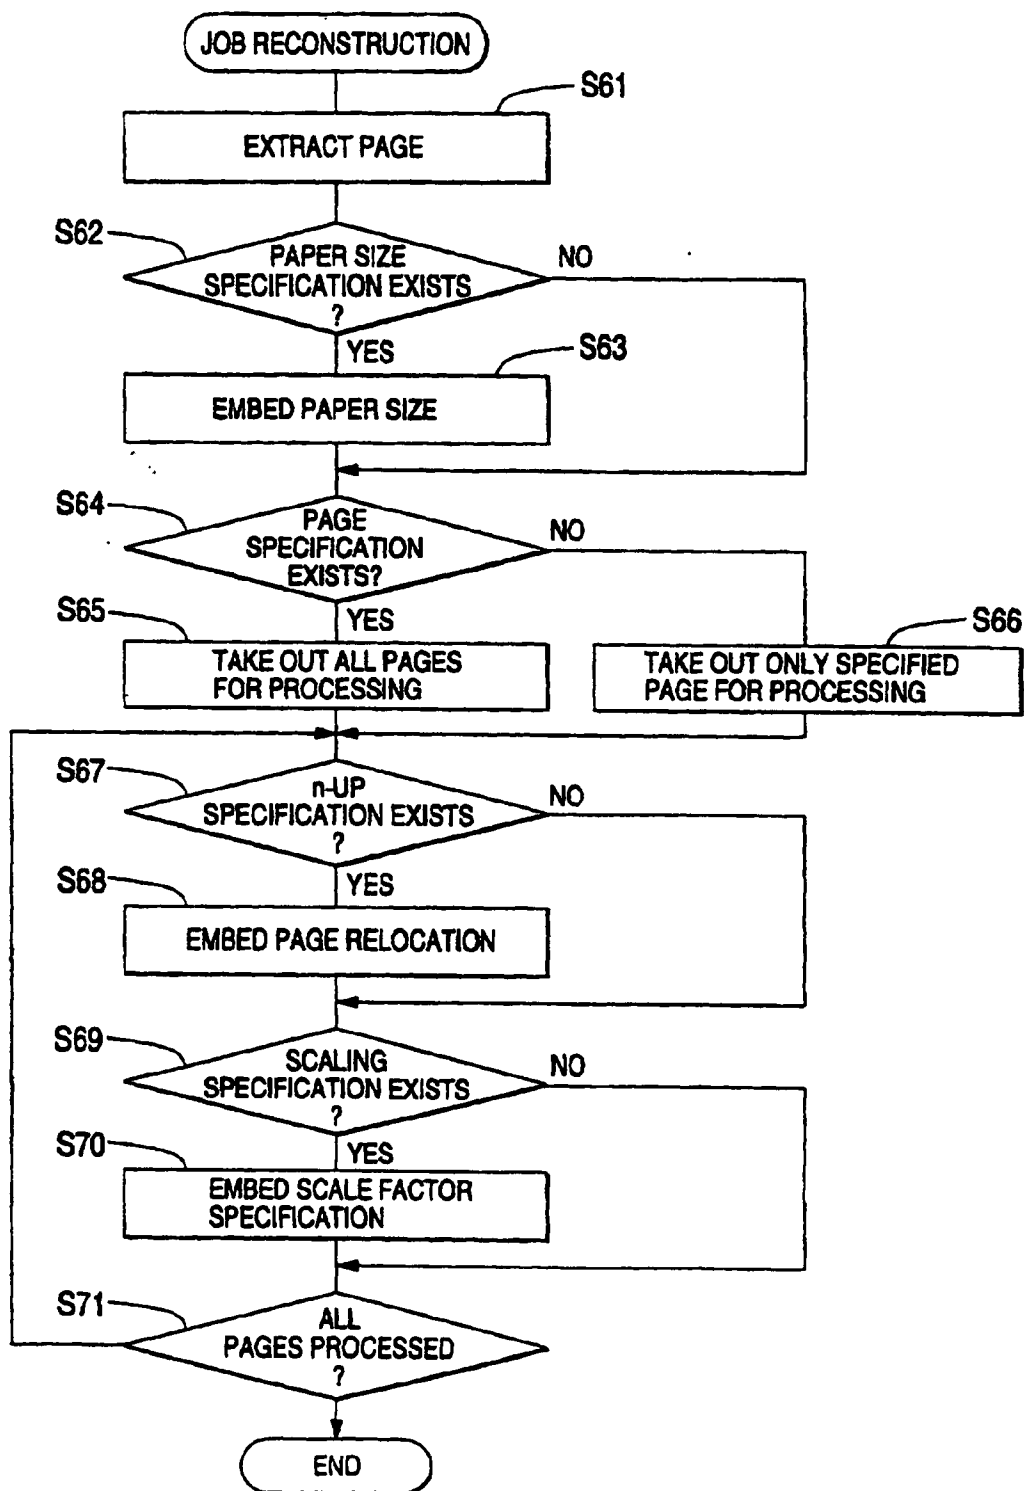 JOB RECONSTRUCTION
S61
EXTRACT PAGE
S62
PAPER SIZE
SPECIFICATION EXISTS
?
NO
YES
S63
EMBED PAPER SIZE
S64
PAGE
SPECIFICATION
EXISTS?
NO
YES
S65
TAKE OUT ALL PAGES
FOR PROCESSING
S66
TAKE OUT ONLY SPECIFIED
PAGE FOR PROCESSING
S67
n-UP
SPECIFICATION EXISTS
?
NO
YES
S68
EMBED PAGE RELOCATION
S69
SCALING
SPECIFICATION EXISTS
?
NO
YES
S70
EMBED SCALE FACTOR
SPECIFICATION
S71
ALL
PAGES PROCESSED
?
END